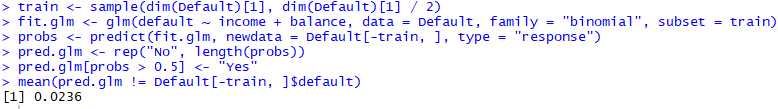 > train <- sample(dim(Default)[1], dim(Default)[1] / 2)
> fit.glm <- glm(default ~ income + balance, data = Default, family = "binomial", subset = train)
> probs <- predict(fit.glm, newdata = Default[-train, ], type = "response")
> pred.glm <- rep("No", length(probs))
> pred.glm[probs > 0.5] <- "Yes"
> mean(pred.glm != Default[-train, ]$default)
[1] 0.0236